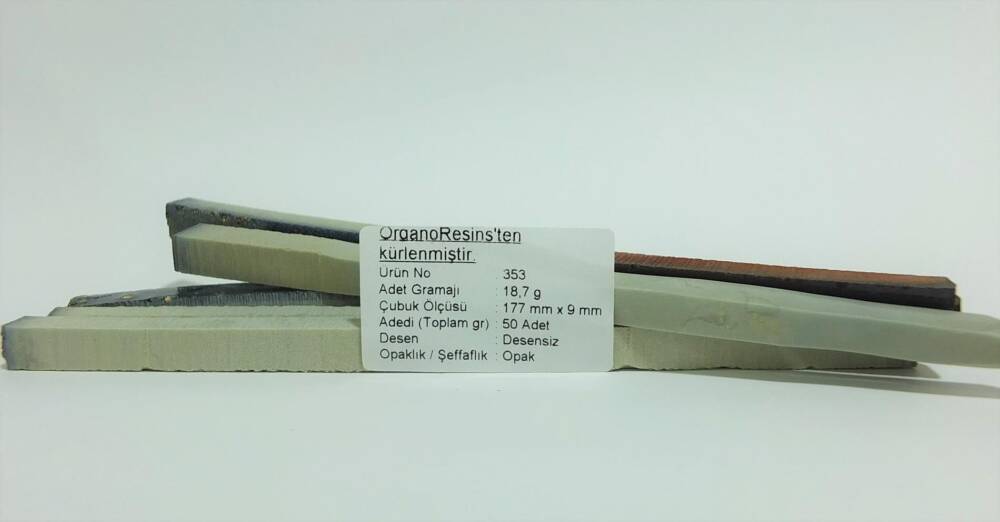 OrganoResins'ten
kürlenmiştir.
Ürün No : 353
Adet Gramajı : 18,7 g
Çubuk Ölçüsü : 177 mm x 9 mm
Adedi (Toplam gr) : 50 Adet
Desen : Desensiz
Opaklık / Şeffaflık : Opak